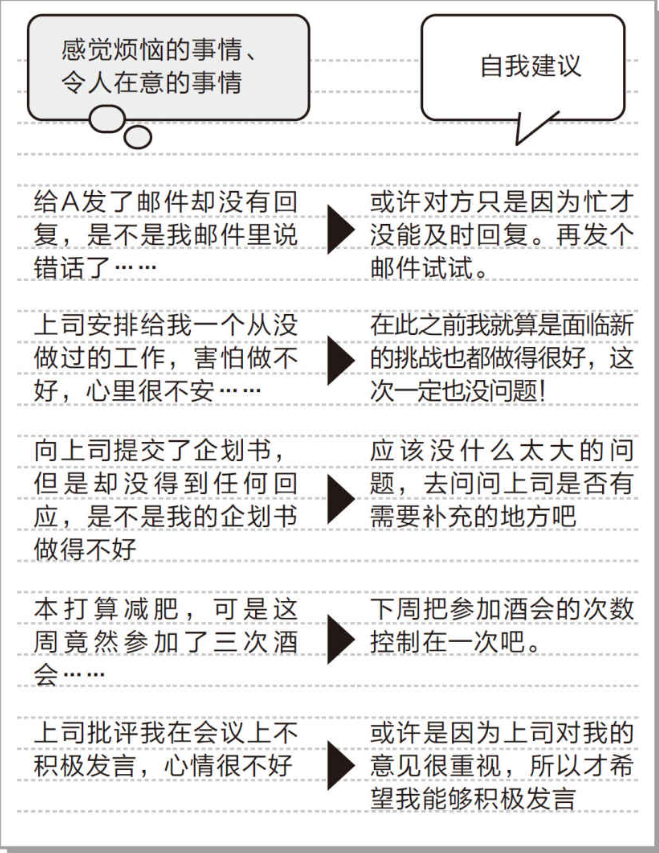 感觉烦恼的事情、
令人在意的事情
自我建议
给A发了邮件却没有回
复，是不是我邮件里说
错话了……
或许对方只是因为忙才
没能及时回复。再发个
邮件试试。
上司安排给我一个从没
做过的工作，害怕做不
好，心里很不安……
在此之前我就算是面临新
的挑战也都做得很好，这
次一定也没问题！
向上司提交了企划书，
但是却没得到任何回
应，是不是我的企划书
做得不好
应该没什么太大的问
题，去问问上司是否有
需要补充的地方吧
本打算减肥，可是这
周竟然参加了三次酒
会……
下周把参加酒会的次数
控制在一次吧。
上司批评我在会议上不
积极发言，心情很不好
或许是因为上司对我的
意见很重视，所以才希
望我能够积极发言